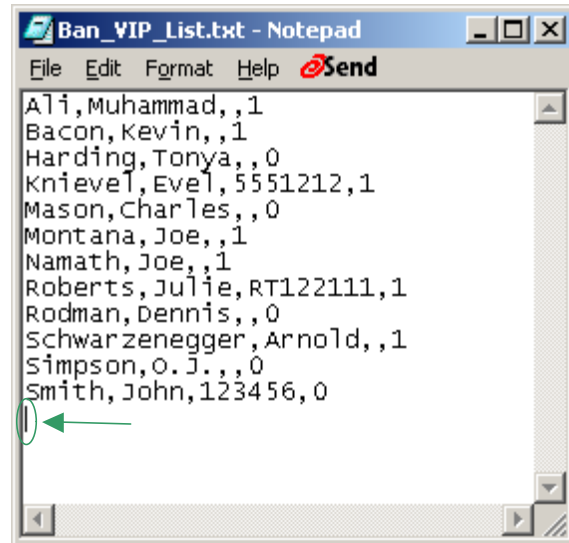 Ban_VIP_List.txt - Notepad
File Edit Format Help Send
Ali,Muhammad,,1
Bacon,Kevin,,1
Harding,Tonya,,0
Knievel,Evel,5551212,1
Mason,Charles,,0
Montana,Joe,,1
Namath,Joe,,1
Roberts,Julie,RT122111,1
Rodman,Dennis,,0
Schwarzenegger,Arnold,,1
Simpson,O.J.,,0
Smith,John,123456,0